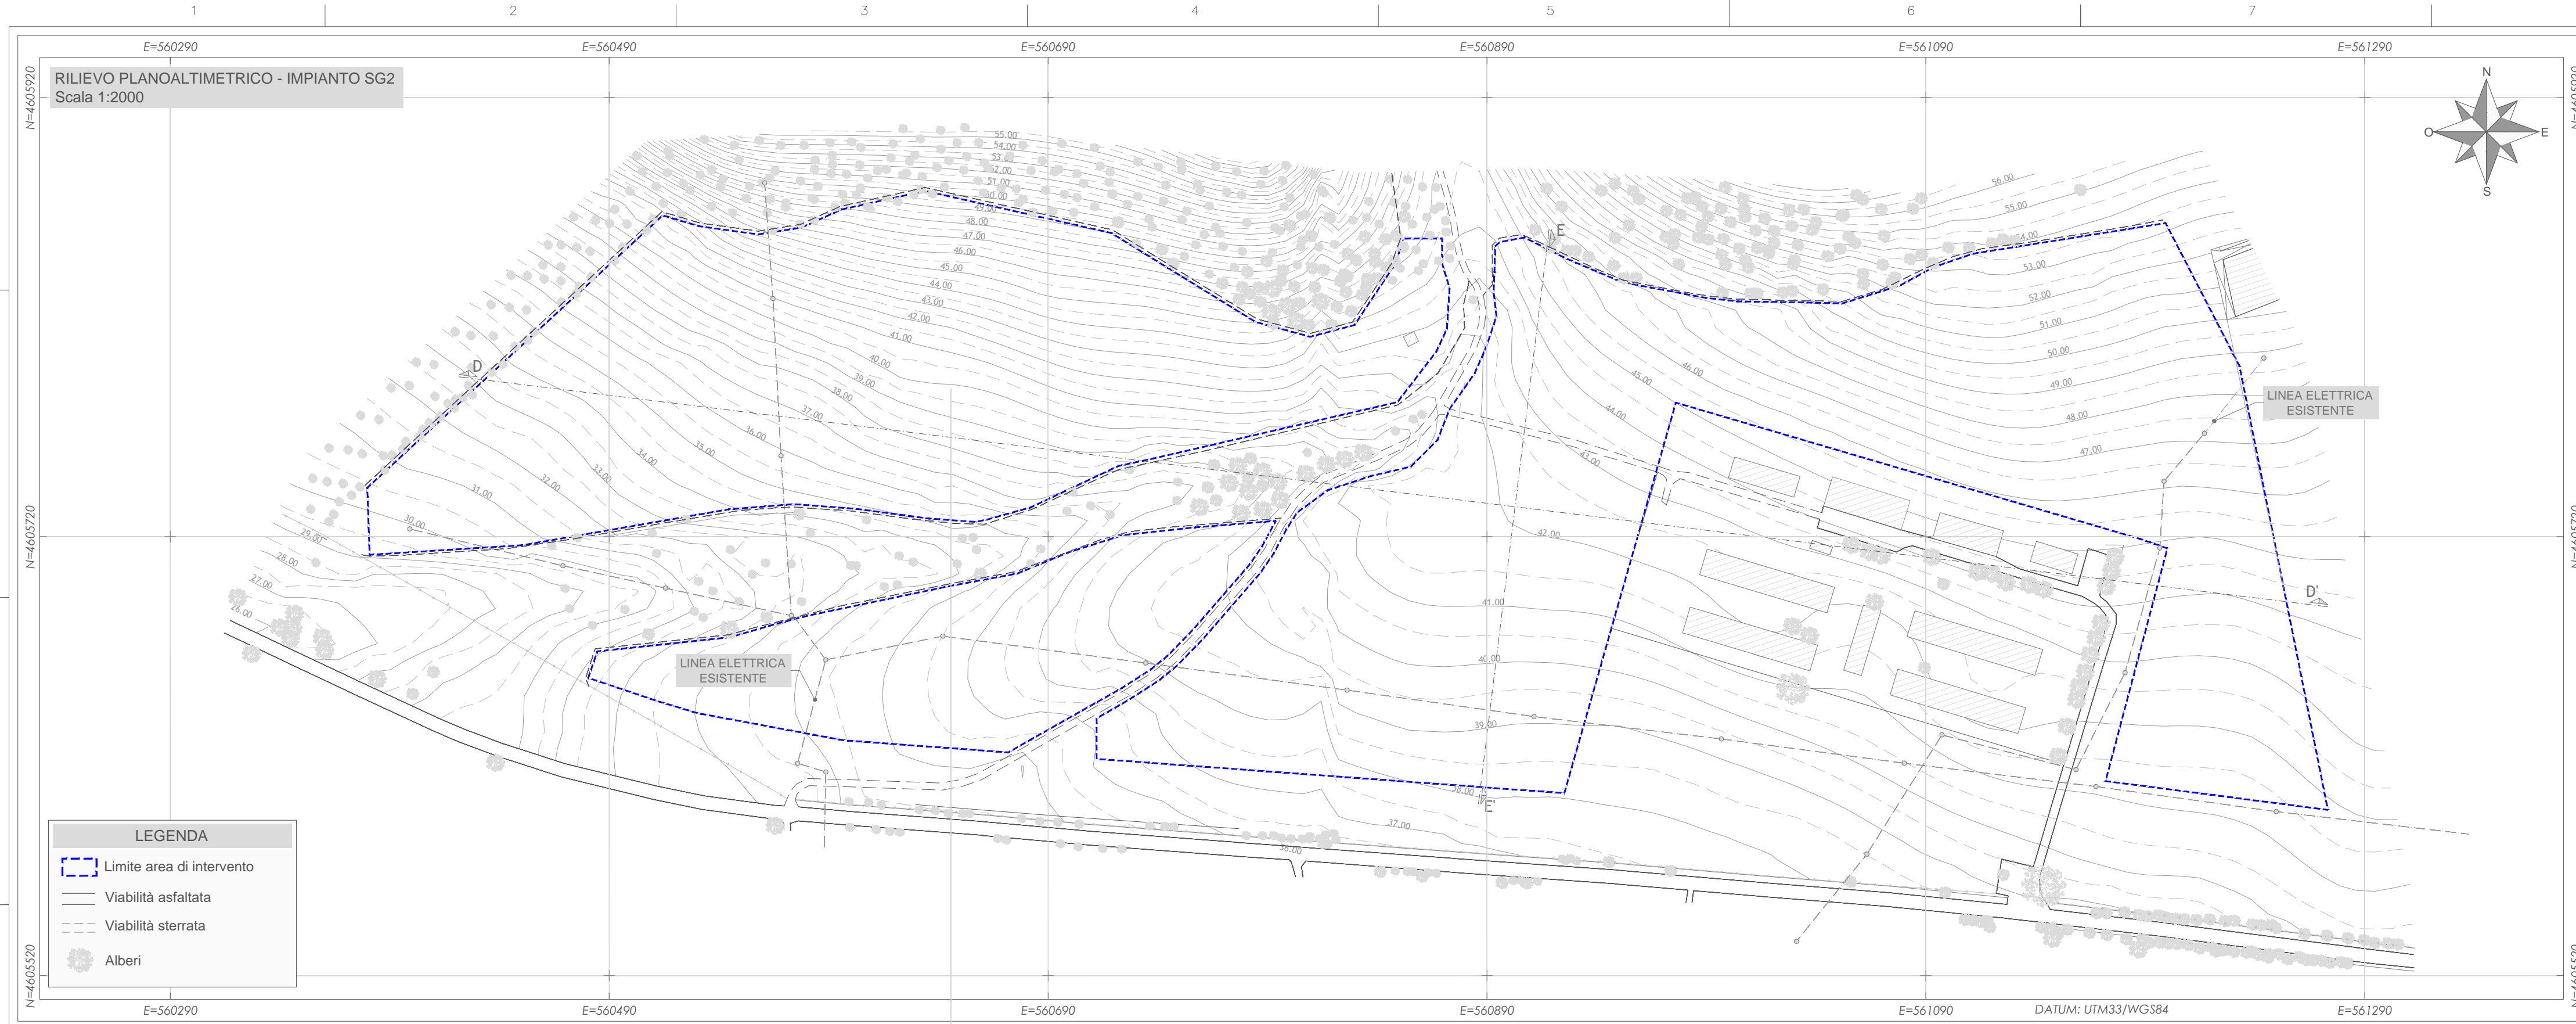 1 2 3 4 5 6 7
E=560290 E=560490 E=560690 E=560890 E=561090 E=561290
N=4605920
N=4605920
RILIEVO PLANOALTIMETRICO - IMPIANTO SG2
Scala 1:2000
N
O
E
S
55.00
54.00
53.00
52.00
51.00
50.00
49.00
48.00
47.00
46.00
45.00
44.00
43.00
42.00
41.00
40.00
39.00
38.00
37.00
36.00
35.00
34.00
33.00
32.00
31.00
30.00
29.00
28.00
27.00
26.00
56.00
55.00
54.00
53.00
52.00
51.00
50.00
49.00
48.00
47.00
46.00
45.00
44.00
43.00
42.00
41.00
40.00
39.00
38.00
37.00
36.00
D
E
D'
E'
LINEA ELETTRICA
ESISTENTE
LINEA ELETTRICA
ESISTENTE
N=4605720
N=4605720
LEGENDA
Limite area di intervento
Viabilità asfaltata
Viabilità sterrata
Alberi
N=4605520
N=4605520
E=560290 E=560490 E=560690 E=560890 E=561090 E=561290
DATUM: UTM33/WGS84